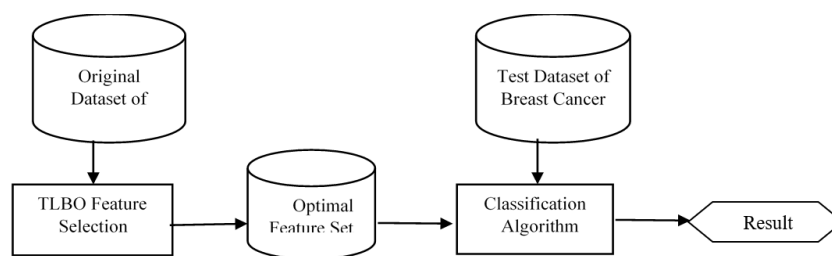 Original
Dataset of
Test Dataset of
Breast Cancer
TLBO Feature
Selection
Optimal
Feature Set
Classification
Algorithm
Result